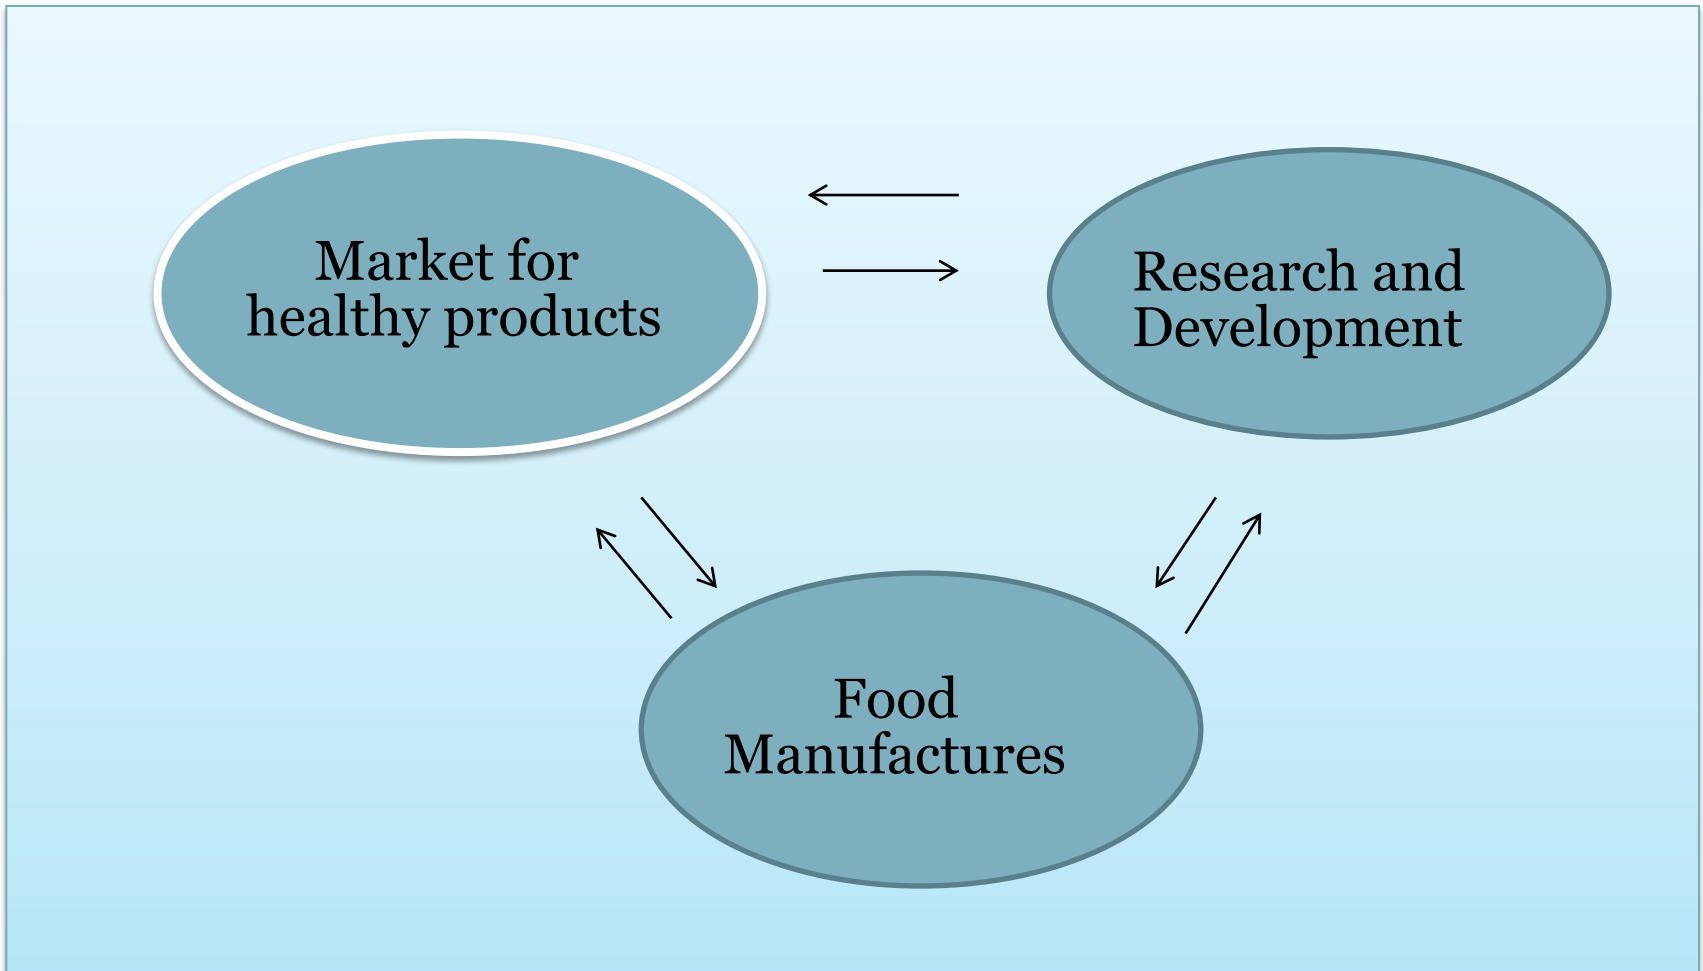 Market for
healthy products
Research and
Development
Food
Manufactures